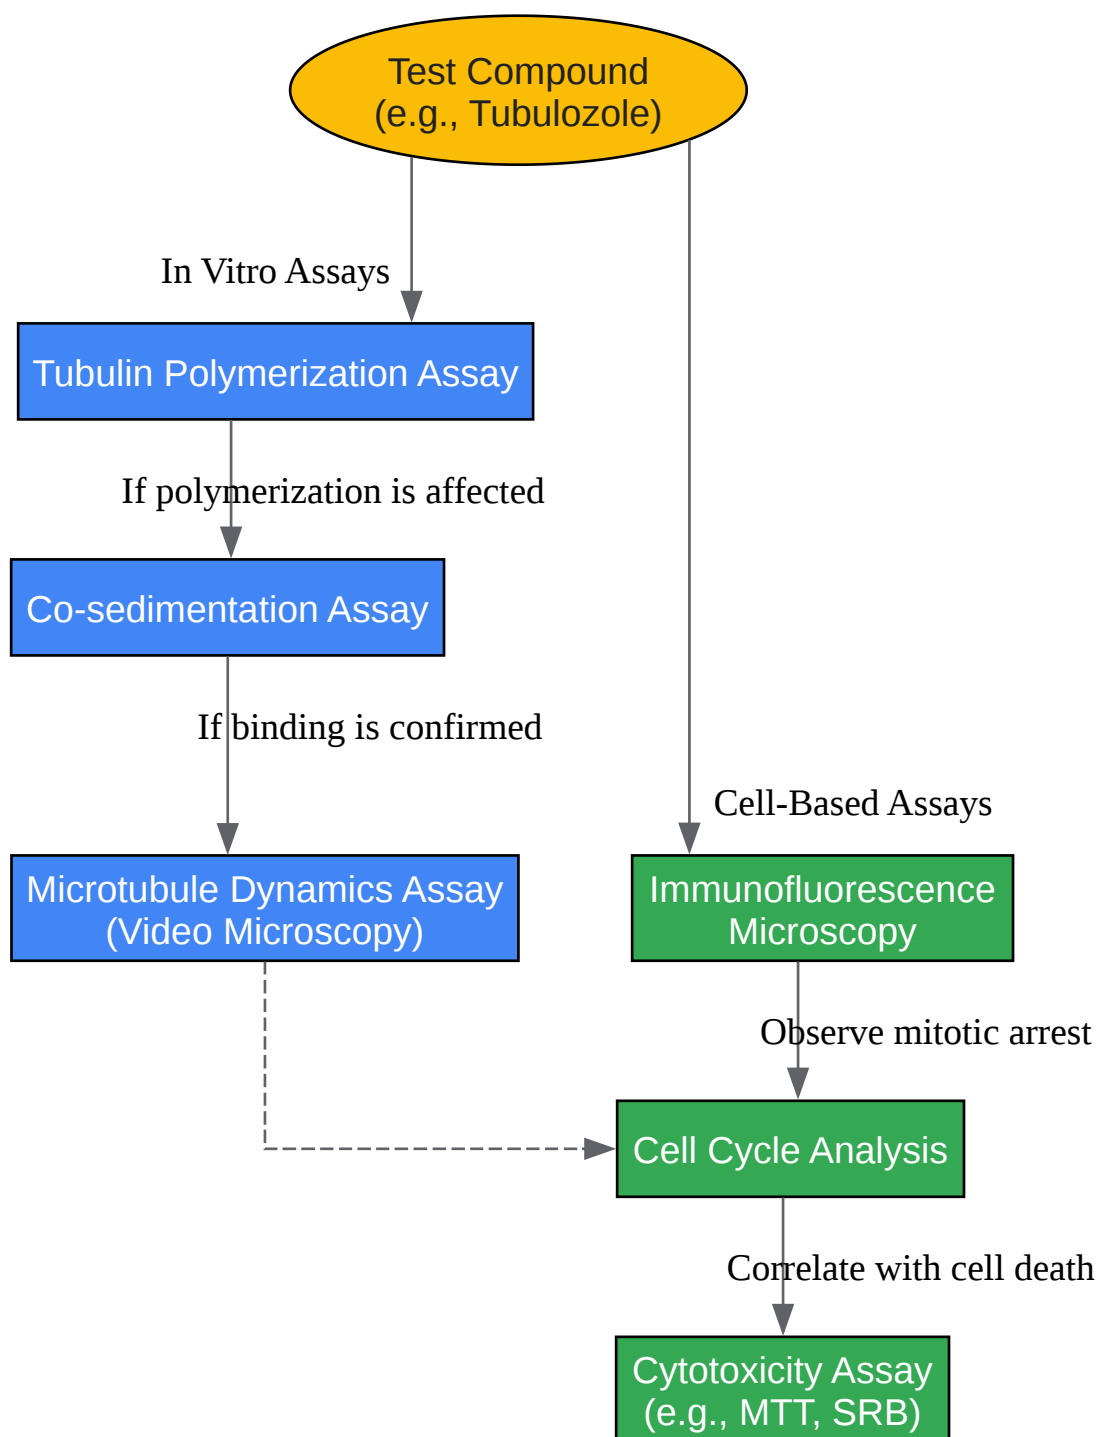 Test Compound
(e.g., Tubulozole)
In Vitro Assays
Tubulin Polymerization Assay
If polymerization is affected
Co-sedimentation Assay
If binding is confirmed
Cell-Based Assays
Microtubule Dynamics Assay
(Video Microscopy)
Immunofluorescence
Microscopy
Observe mitotic arrest
Cell Cycle Analysis
Correlate with cell death
Cytotoxicity Assay
(e.g., MTT, SRB)